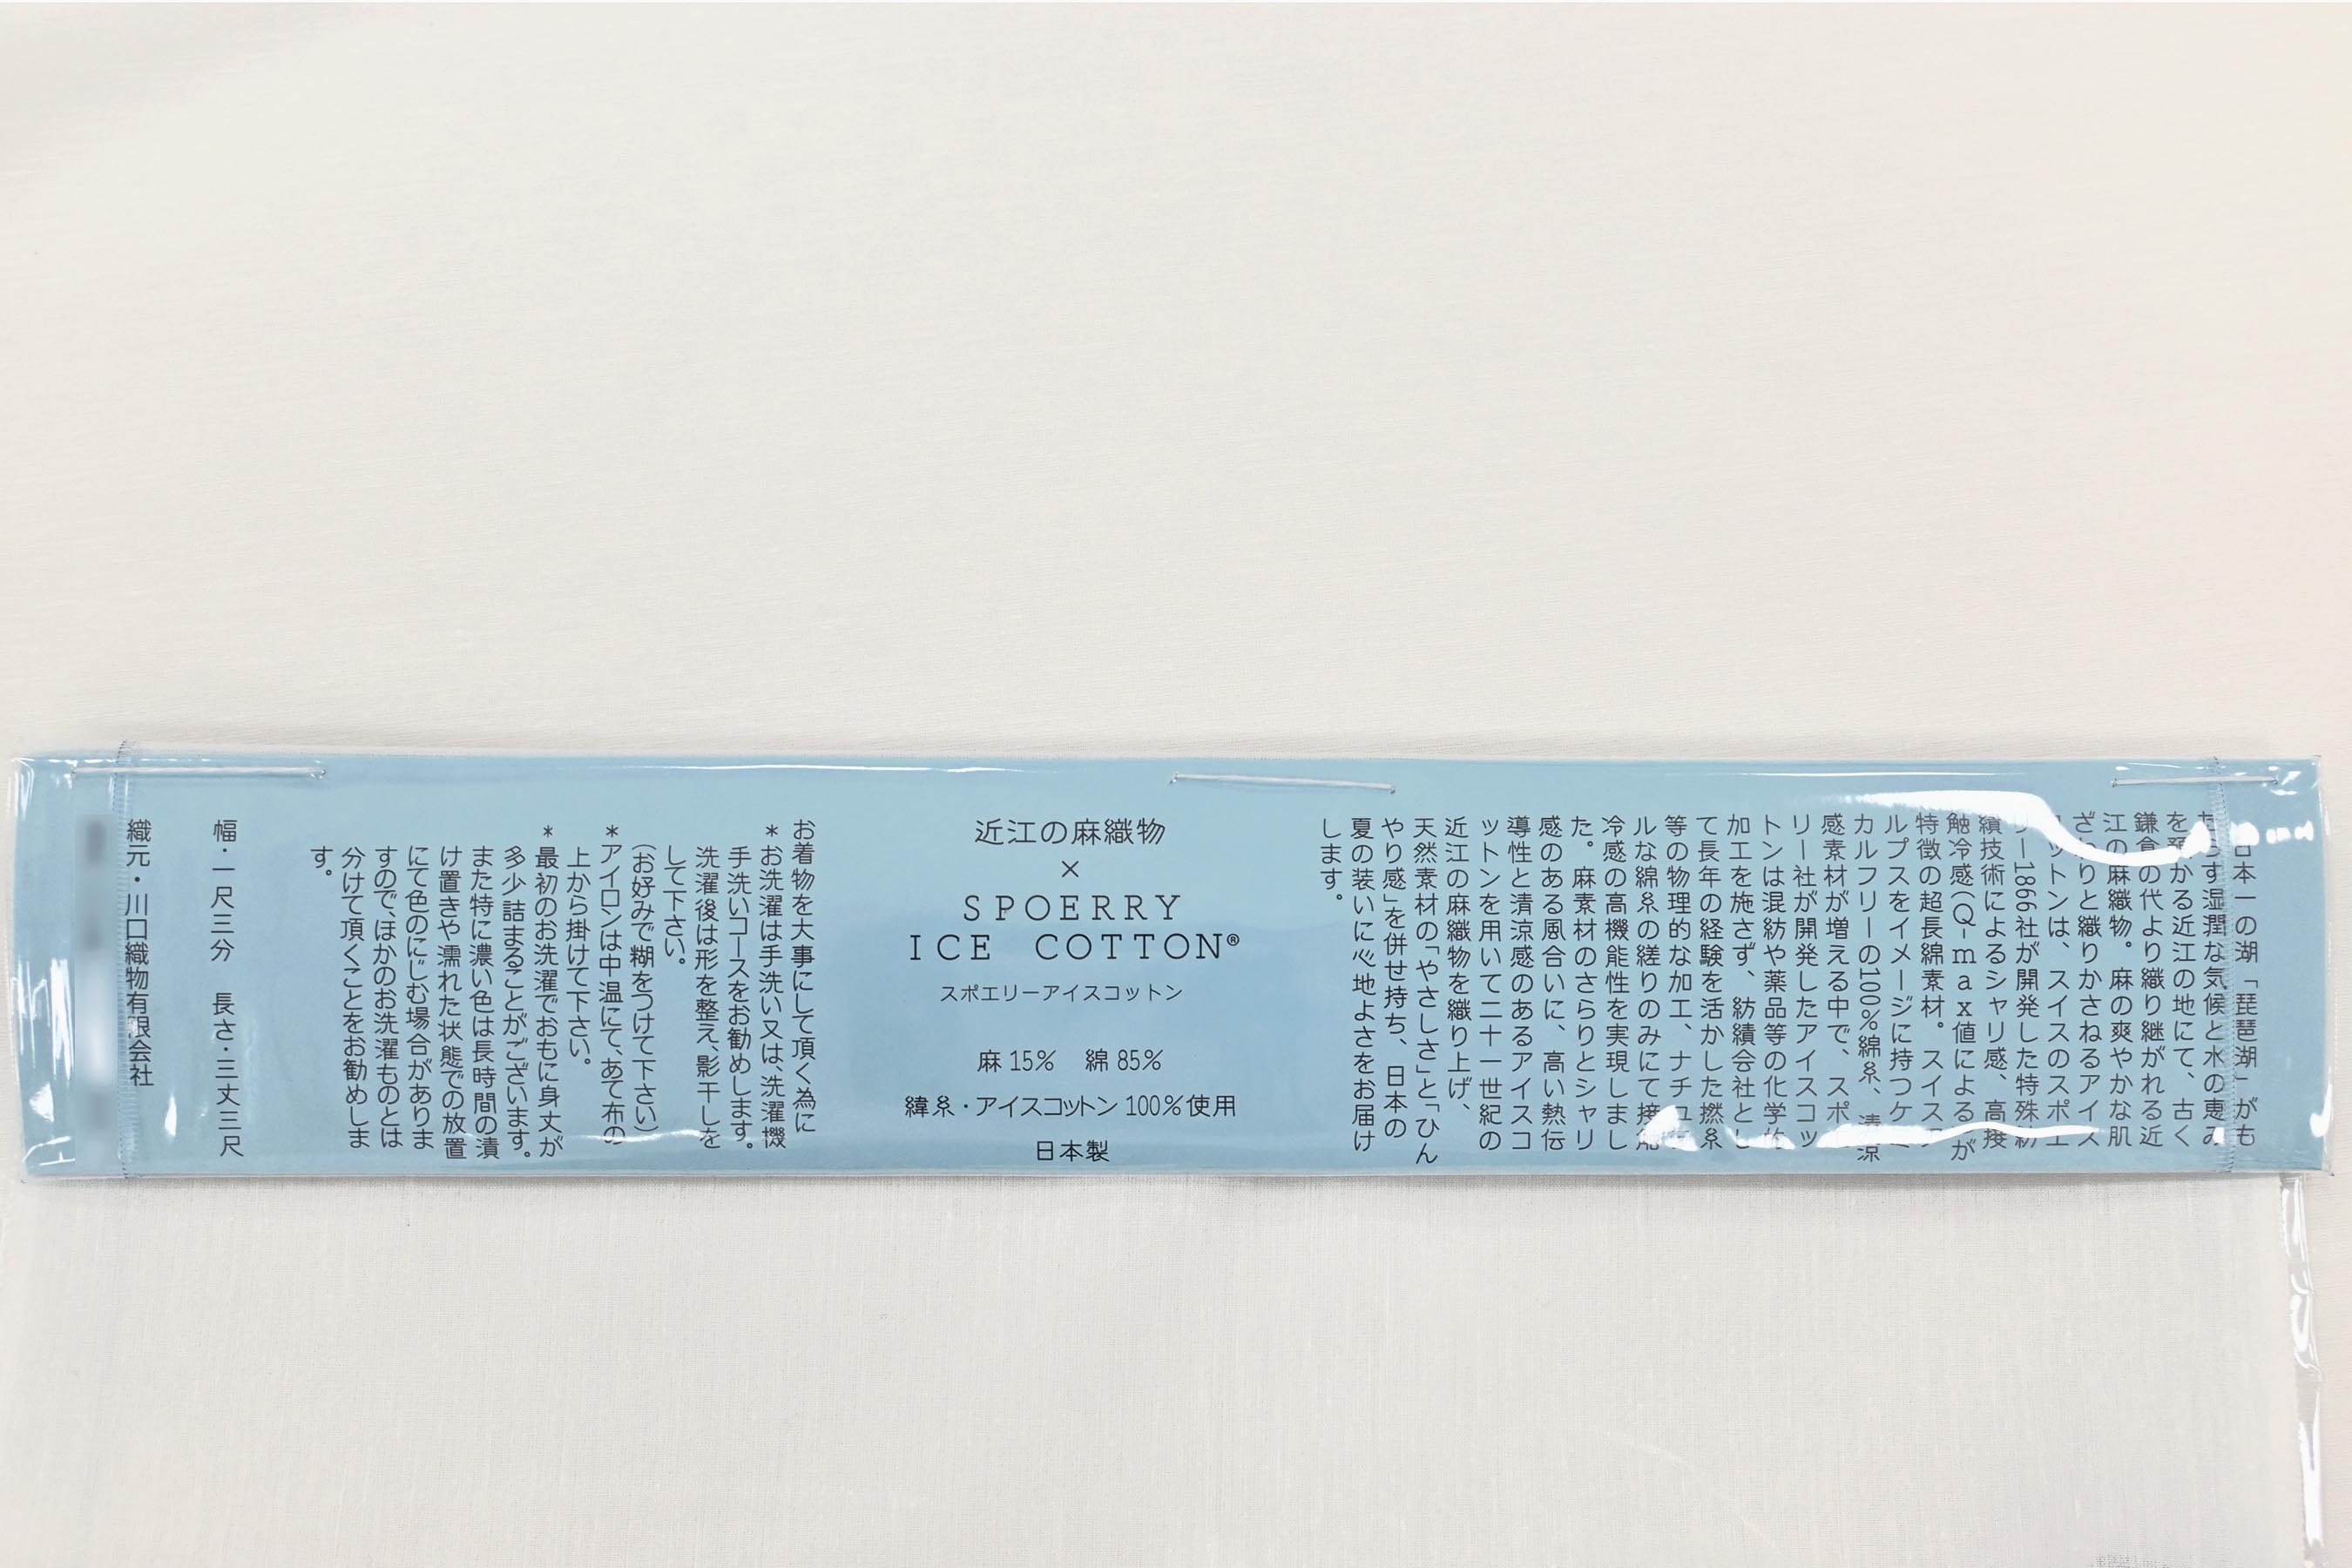 日本一の湖「琵琶湖」がも
たらす湿潤な気候と水の恵み
を預かる近江の地にて、古く
鎌倉の代より織り継がれる近
江の麻織物。麻の爽やかな肌
ざわりと織りかさねるアイス
コットンは、スイスのスポエ
リー1866社が開発した特殊紡
績技術によるシャリ感、高接
触冷感(Q-max値による)が
特徴の超長綿素材。スイスア
ルプスをイメージに持つケミ
カルフリーの100%綿糸、清涼
感素材が増える中で、スポエ
リー社が開発したアイスコッ
トンは混紡や薬品等の化学的
加工を施さず、紡績会社とし
て長年の経験を活かした撚糸
等の物理的な加工、ナチュラ
ルな綿糸の縒りのみにて接触
冷感の高機能性を実現しまし
た。麻素材のさらりとシャリ
感のある風合いに、高い熱伝
導性と清涼感のあるアイスコ
ットンを用いて二十一世紀の
近江の麻織物を織り上げ、
天然素材の「やさしさ」と「ひん
やり感」を併せ持ち、日本の
夏の装いに心地よさをお届け
します。
近江の麻織物
×
SPOERRY
ICE COTTON®
スポエリーアイスコットン
麻 15% 綿 85%
緯糸・アイスコットン 100%使用
日本製
お着物を大事にして頂く為に
*お洗濯は手洗い又は、洗濯機
手洗いコースをお勧めします。
洗濯後は形を整え、影干しを
して下さい。
(お好みで糊をつけて下さい)
*アイロンは中温にて、あて布の
上から掛けて下さい。
*最初のお洗濯でおもに身丈が
多少詰まることがございます。
また特に濃い色は長時間の漬
け置きや濡れた状態での放置
にて色のにじむ場合がありま
すので、ほかのお洗濯ものとは
分けて頂くことをお勧めしま
す。
幅・一尺三分 長さ・三丈三尺
織元・川口織物有限会社